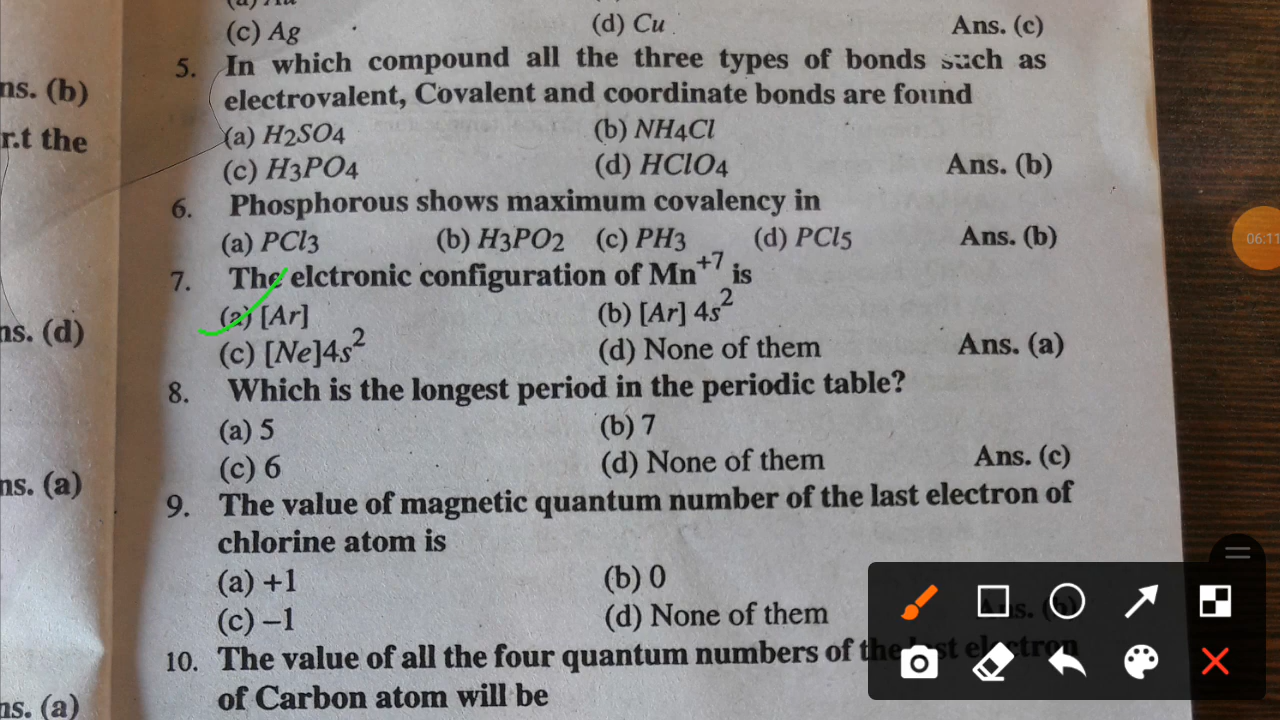 (c) Ag (d) Cu Ans. (c)
5. In which compound all the three types of bonds such as
ns. (b) electrovalent, Covalent and coordinate bonds are found
r.t the (a) H2SO4 (b) NH4Cl
(c) H3PO4 (d) HClO4 Ans. (b)
6. Phosphorous shows maximum covalency in
(a) PCl3 (b) H3PO2 (c) PH3 (d) PCl5 Ans. (b)
7. The elctronic configuration of Mn+7 is
ns. (d) (a) [Ar] (b) [Ar] 4s2
(c) [Ne]4s2 (d) None of them Ans. (a)
8. Which is the longest period in the periodic table?
(a) 5 (b) 7
ns. (a) (c) 6 (d) None of them Ans. (c)
9. The value of magnetic quantum number of the last electron of
chlorine atom is
(a) +1 (b) 0
(c) –1 (d) None of them Ans. (b)
10. The value of all the four quantum numbers of the last electron
ns. (a) of Carbon atom will be
06:11